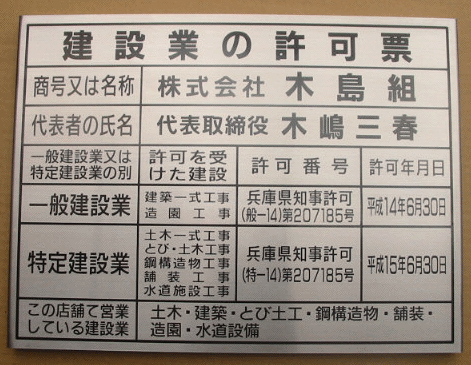 建設業の許可票
商号又は名称 株式会社 木島組
代表者の氏名 代表取締役 木嶋三春
一般建設業又は
特定建設業の別
許可を受
けた建設
許可番号
許可年月日
一般建設業
建築一式工事
造園工事
兵庫県知事許可
(般-14)第207185号
平成14年6月30日
特定建設業
土木一式工事
とび・土木工事
鋼構造物工事
舗装工事
水道施設工事
兵庫県知事許可
(特-14)第207185号
平成15年6月30日
この店舗で営業
している建設業
土木・建築・とび土工・鋼構造物・舗装・
造園・水道設備